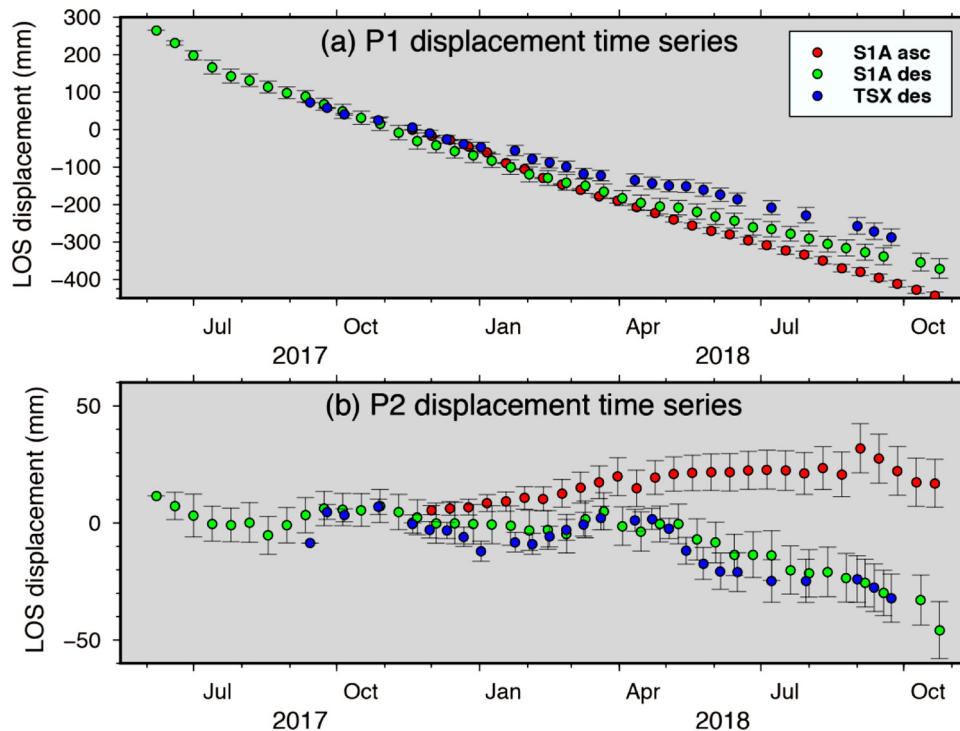 (a) P1 displacement time series
S1A asc
S1A des
TSX des
LOS displacement (mm)
300
200
100
0
−100
−200
−300
−400
Jul
Oct
Jan
Apr
Jul
Oct
2017
2018
(b) P2 displacement time series
LOS displacement (mm)
50
0
−50
Jul
Oct
Jan
Apr
Jul
Oct
2017
2018